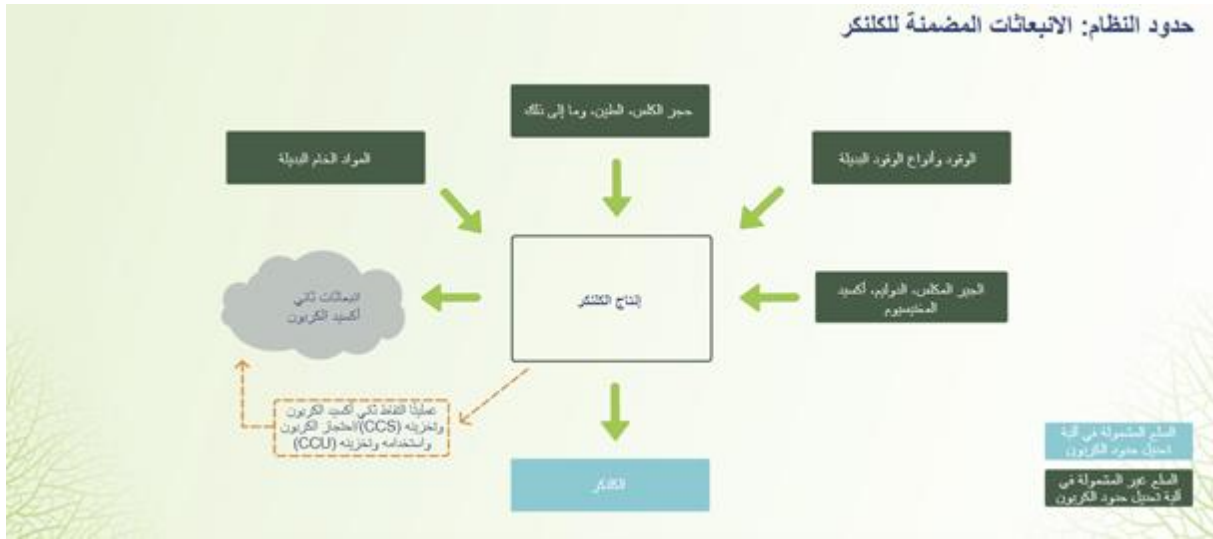 حدود النظام: الانبعاثات المضمنة للكلنكر
حجر الكلس، الطين، وما إلى ذلك
المواد الخام البديلة
الوقود وأنواع الوقود البديلة
انبعاثات ثاني
أكسيد الكربون
إنتاج الكلنكر
الجير المكلس، الدولايم، أكسيد
المغنيسيوم
عمليتا التقاط ثاني أكسيد الكربون
وتخزينه (CCS)/احتجاز الكربون
واستخدامه وتخزينه (CCU)
الكلنكر
السلع المشمولة في آلية
تعديل حدود الكربون
السلع غير المشمولة في
آلية تعديل حدود الكربون